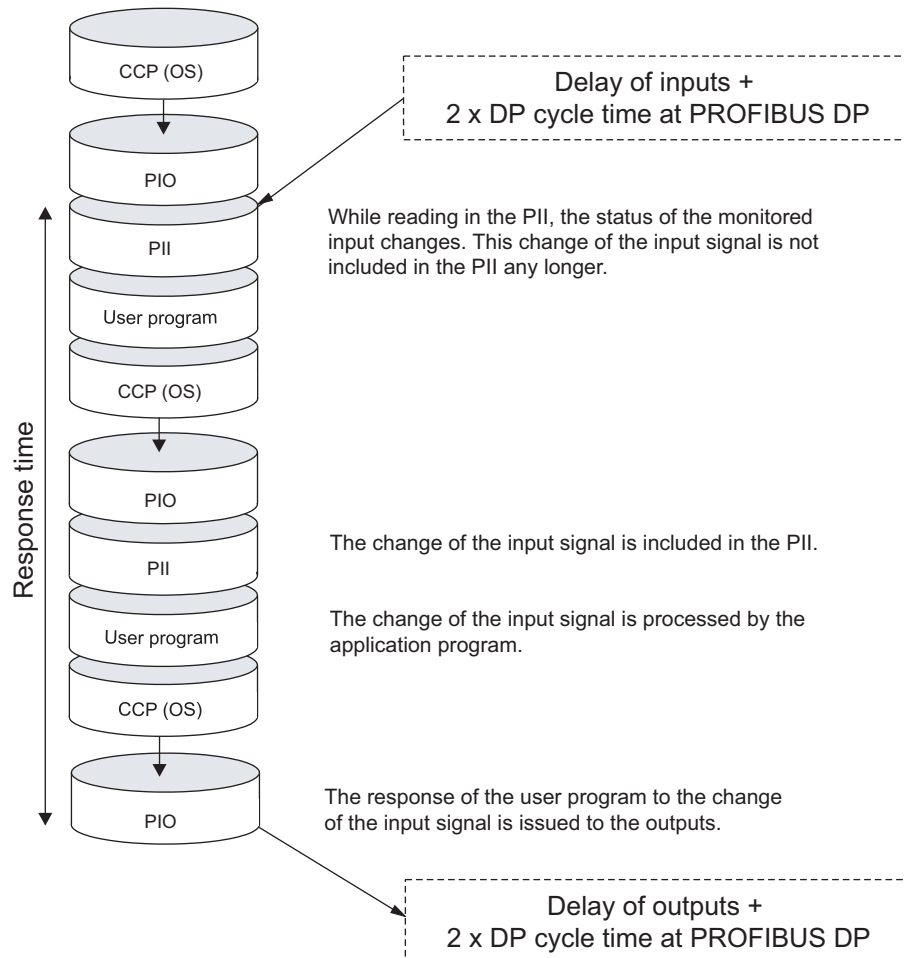 CCP (OS)
Delay of inputs +
2 x DP cycle time at PROFIBUS DP
PIO
PII
While reading in the PII, the status of the monitored
input changes. This change of the input signal is not
included in the PII any longer.
User program
CCP (OS)
Response time
PIO
PII
The change of the input signal is included in the PII.
User program
The change of the input signal is processed by the
application program.
CCP (OS)
PIO
The response of the user program to the change
of the input signal is issued to the outputs.
Delay of outputs +
2 x DP cycle time at PROFIBUS DP